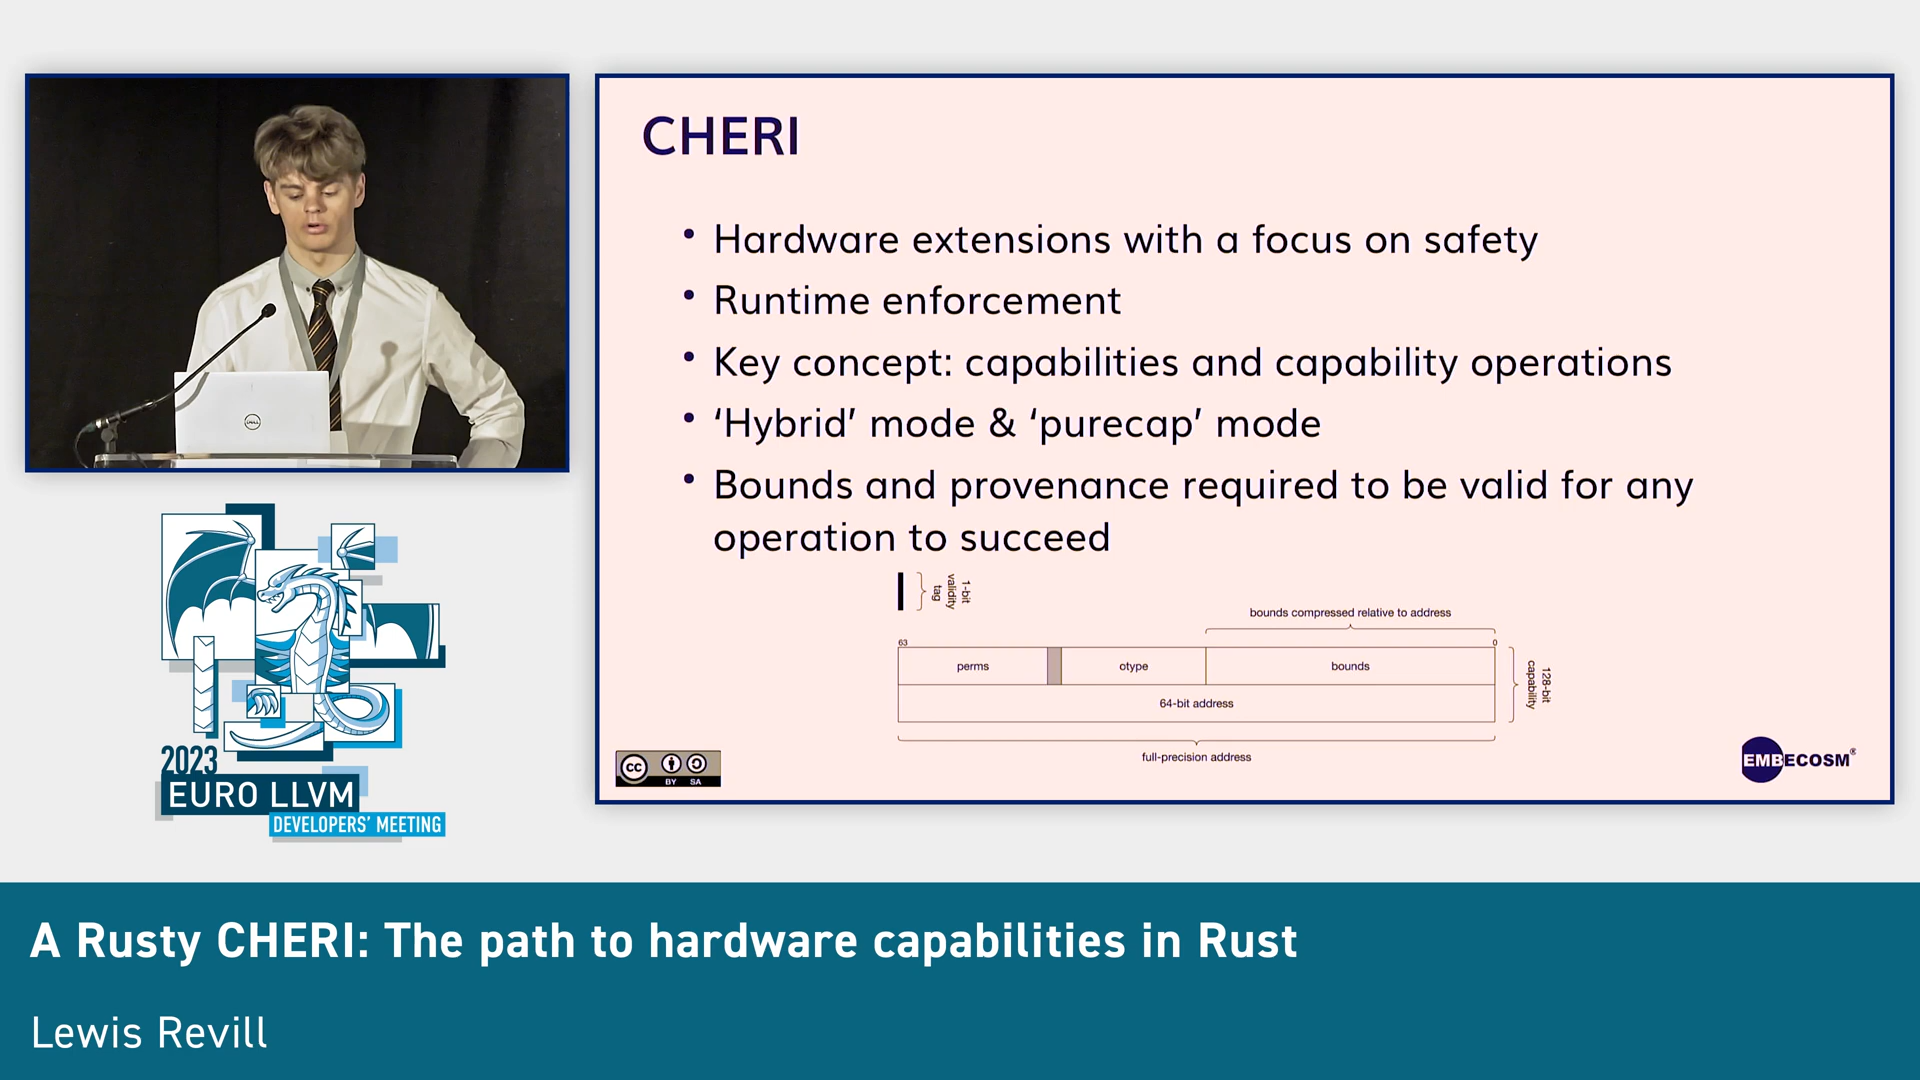 CHERI
• Hardware extensions with a focus on safety
• Runtime enforcement
• Key concept: capabilities and capability operations
• ‘Hybrid’ mode & ‘purecap’ mode
• Bounds and provenance required to be valid for any
operation to succeed
1-bit
validity
tag
bounds compressed relative to address
63
0
perms
otype
bounds
64-bit address
128-bit
capability
full-precision address
CC
BY SA
EMBECOSM®
DELL
2023
EURO LLVM
DEVELOPERS’ MEETING
A Rusty CHERI: The path to hardware capabilities in Rust
Lewis Revill